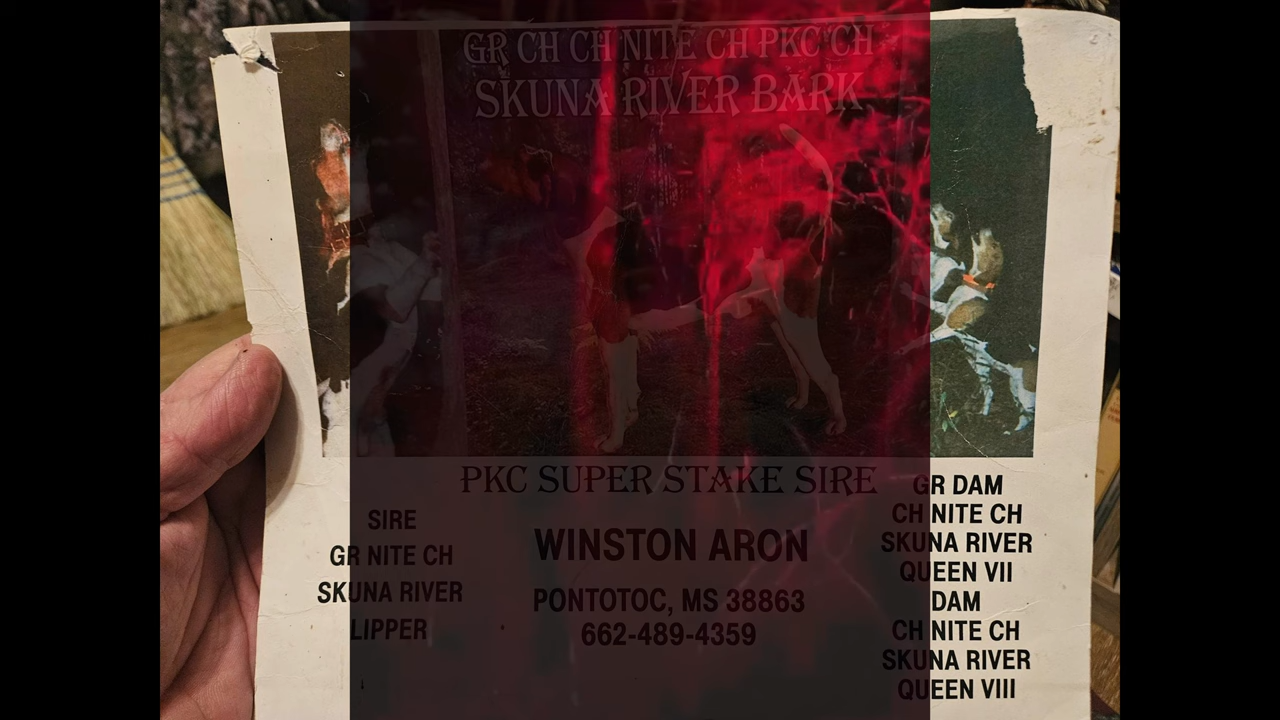 GR CH CH NITE CH PKC CH
SKUNA RIVER BARK
PKC SUPER STAKE SIRE
SIRE
GR NITE CH
SKUNA RIVER
LIPPER
WINSTON ARON
PONTOTOC, MS 38863
662-489-4359
GR DAM
CH NITE CH
SKUNA RIVER
QUEEN VII
DAM
CH NITE CH
SKUNA RIVER
QUEEN VIII